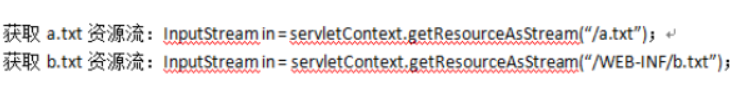 获取 a.txt 资源流：InputStream in = servletContext.getResourceAsStream(“/a.txt”)；
获取 b.txt 资源流：InputStream in = servletContext.getResourceAsStream(“/WEB-INF/b.txt”)；